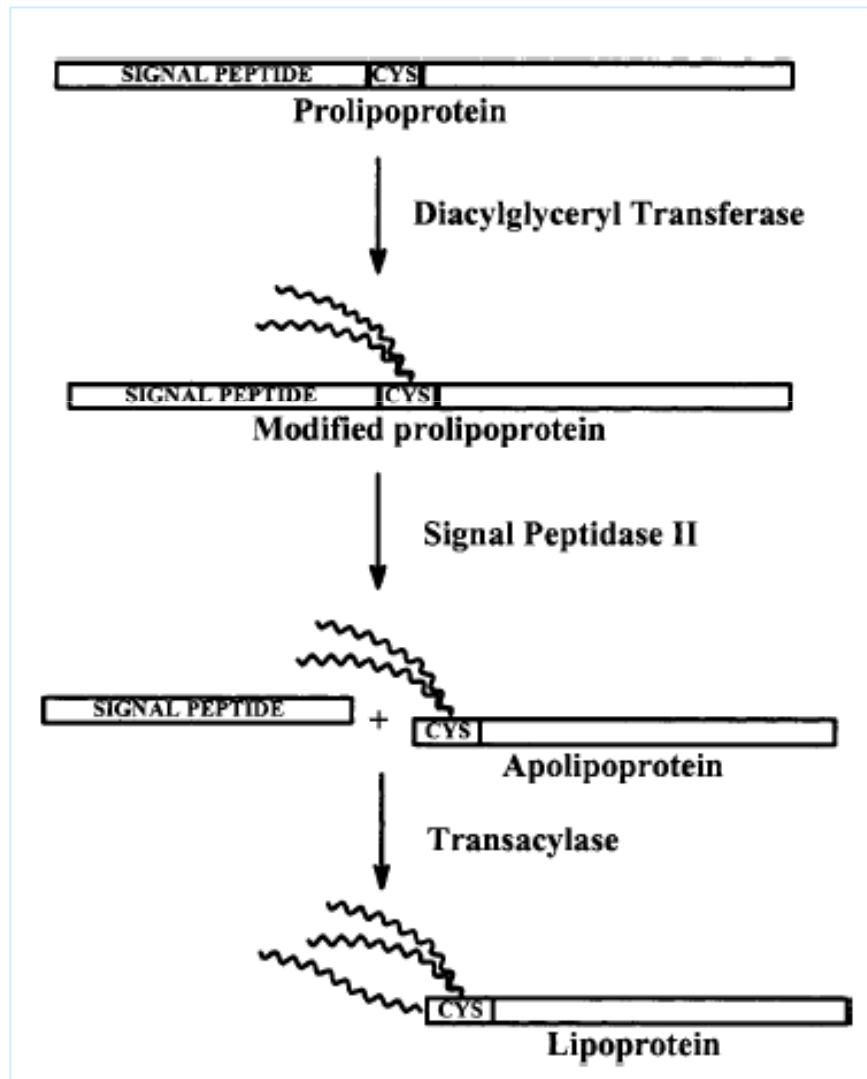 SIGNAL PEPTIDE CYS
Prolipoprotein
Diacylglyceryl Transferase
SIGNAL PEPTIDE CYS
Modified prolipoprotein
Signal Peptidase II
SIGNAL PEPTIDE + CYS
Apolipoprotein
Transacylase
CYS
Lipoprotein